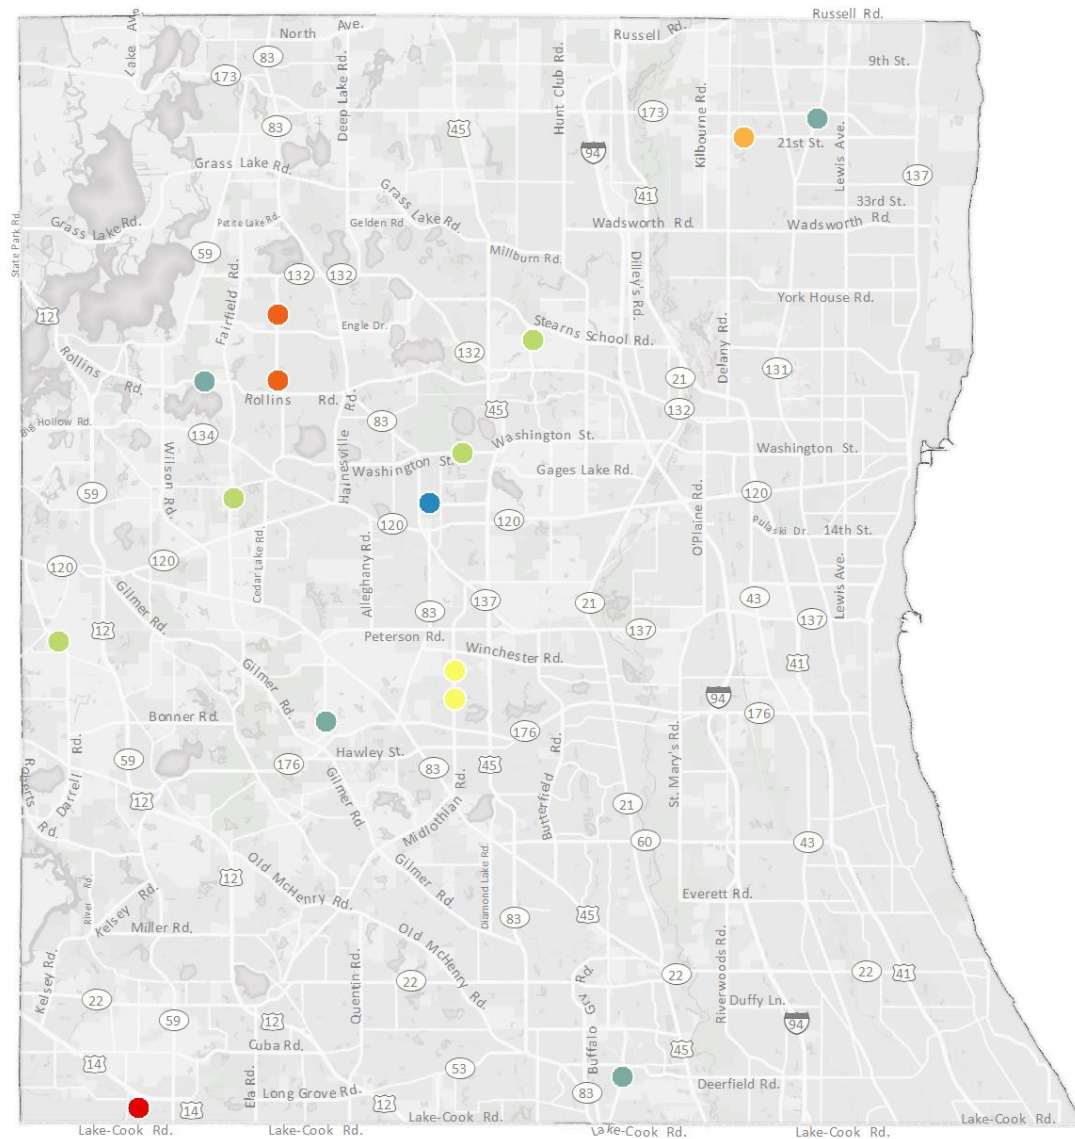 Russell Rd.
Lake Ave.
North Ave.
Russell Rd.
83
9th St.
173
Deep Lake Rd.
Hunt Club Rd.
Kilbourne Rd.
173
83
45
21st St.
94
Lewis Ave.
Grass Lake Rd.
137
41
Grass Lake Rd.
33rd St.
State Park Rd.
Grass Lake Rd.
Petite Lake Rd.
Gelden Rd.
Wadsworth Rd.
Wadsworth Rd.
59
Millburn Rd.
132
132
Fairfield Rd.
Dilley's Rd.
York House Rd.
12
Engle Dr.
Stearns School Rd.
Delany Rd.
132
Rollins Rd.
131
21
Rollins Rd.
45
132
83
Big Hollow Rd.
134
Hainesville Rd.
Washington St.
Washington St.
Washington St.
Wilson Rd.
Gages Lake Rd.
59
120
O'Plaine Rd.
120
120
Pulaski Dr.
14th St.
Cedar Lake Rd.
Alleghany Rd.
120
120
Gilmer Rd.
Lewis Ave.
43
137
83
21
137
12
137
Peterson Rd.
Winchester Rd.
41
Gilmer Rd.
94
Bonner Rd.
176
St. Mary's Rd.
176
Hawley St.
59
176
83
45
Butterfield Rd.
Roberts Rd.
Darrell Rd.
Gilmer Rd.
12
Midlothian Rd.
21
60
43
Old McHenry Rd.
Gilmer Rd.
Diamond Lake Rd.
12
River Rd.
Kelsey Rd.
Everett Rd.
83
45
Miller Rd.
Old McHenry Rd.
Kelsey Rd.
Quentin Rd.
22
Buffalo Grv Rd.
22
Riverwoods Rd.
22
41
22
Duffy Ln.
59
12
94
Cuba Rd.
45
14
53
Ela Rd.
Long Grove Rd.
Deerfield Rd.
83
14
12
Lake-Cook Rd.
Lake-Cook Rd.
Lake-Cook Rd.
Lake-Cook Rd.
Lake-Cook Rd.
Lake-Cook Rd.